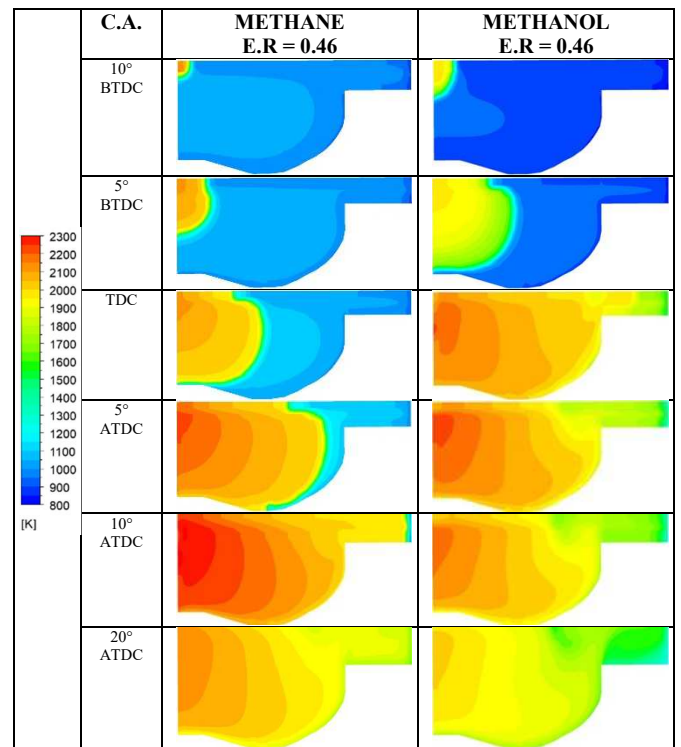 C.A.
METHANE
E.R = 0.46
METHANOL
E.R = 0.46
10°
BTDC
5°
BTDC
2300
2200
2100
2000
1900
1800
1700
1600
1500
1400
1300
1200
1100
1000
900
800
[K]
TDC
5°
ATDC
10°
ATDC
20°
ATDC